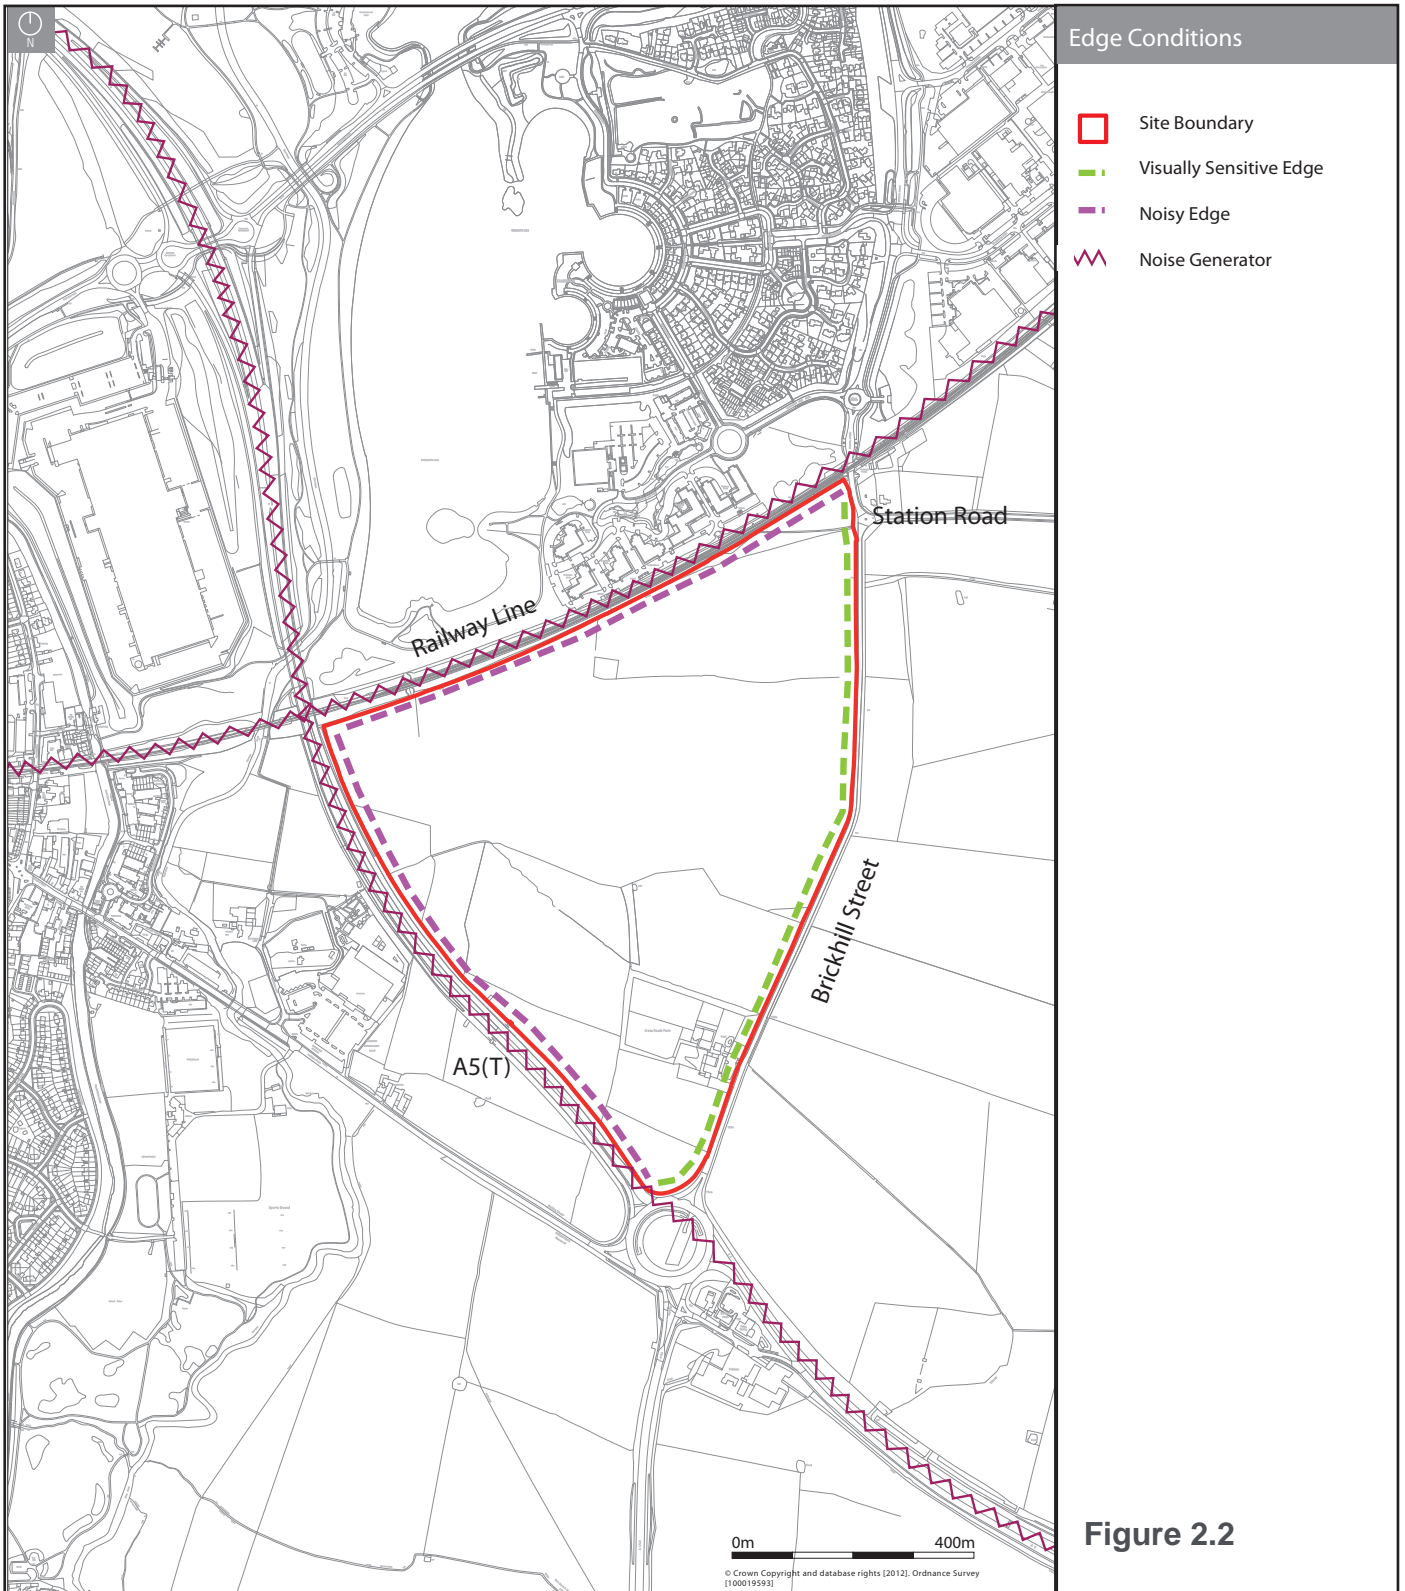 N
Edge Conditions
Site Boundary
Visually Sensitive Edge
Noisy Edge
Noise Generator
Station Road
Railway Line
Brickhill Street
A5(T)
0m 400m
© Crown Copyright and database rights [2012]. Ordnance Survey
[100019593]
Figure 2.2